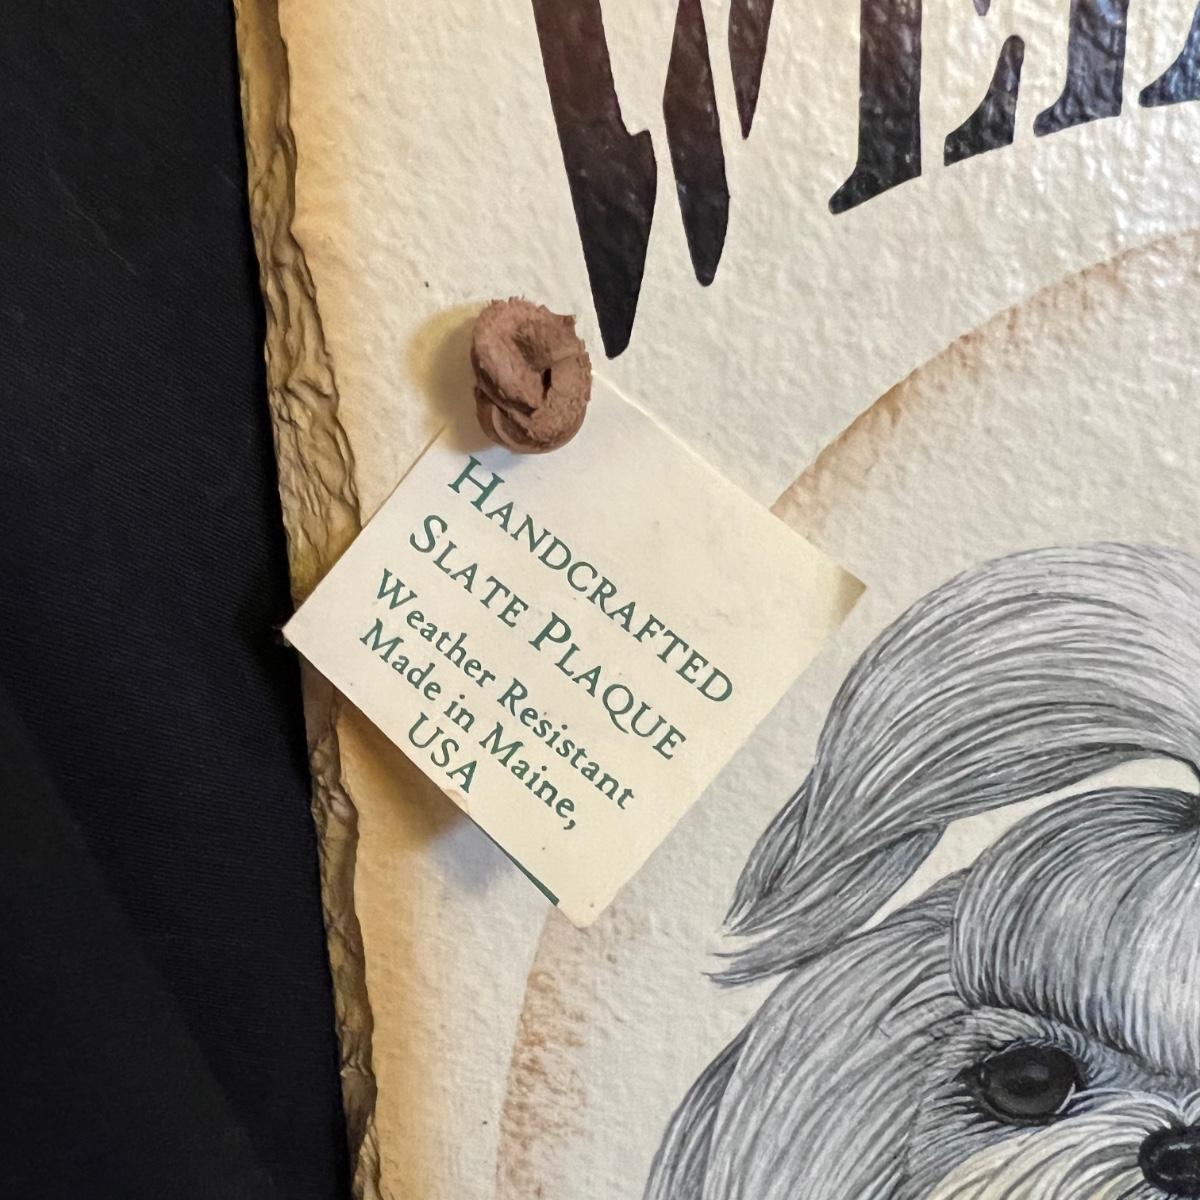 HANDCRAFTED
SLATE PLAQUE
Weather Resistant
Made in Maine,
USA